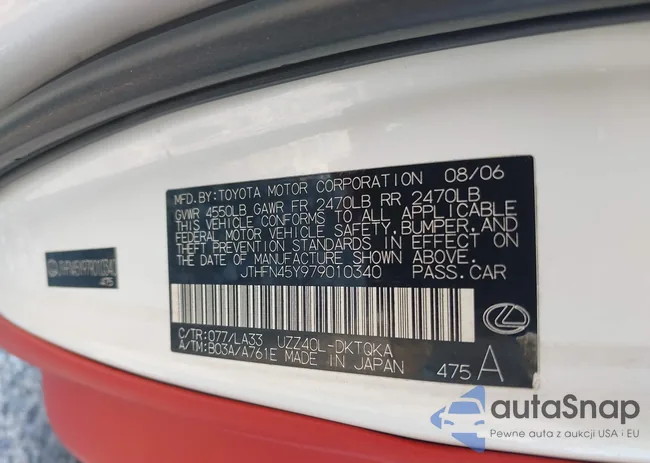 MFD.BY:TOYOTA MOTOR CORPORATION 08/06
GVWR 4550LB GAWR FR 2470LB RR 2470LB
THIS VEHICLE CONFORMS TO ALL APPLICABLE
FEDERAL MOTOR VEHICLE SAFETY, BUMPER, AND
THEFT PREVENTION STANDARDS IN EFFECT ON
THE DATE OF MANUFACTURE SHOWN ABOVE.
JTHFN45Y979010340 PASS.CAR
C/TR:077/LA33 UZZ40L-DKTQKA
A/TM:B03A/A761E MADE IN JAPAN
475 A
JTHFN45Y979010340
475
autaSnap
Pewne auta z aukcji USA i EU